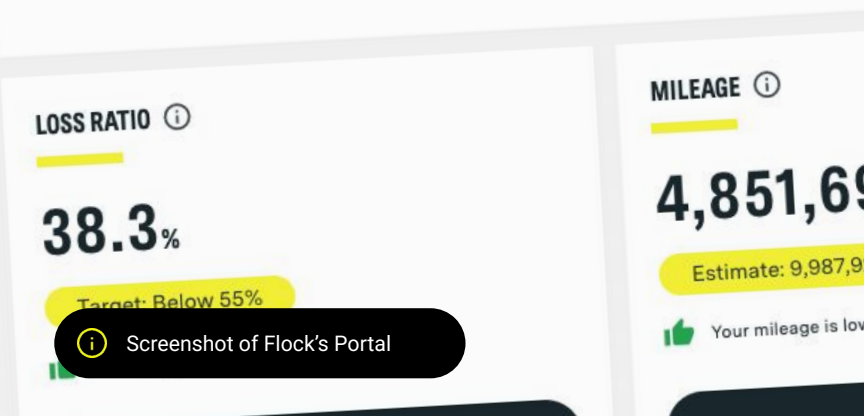 LOSS RATIO
38.3%
Target: Below 55%
Screenshot of Flock's Portal
MILEAGE
4,851,69
Estimate: 9,987,9
Your mileage is low